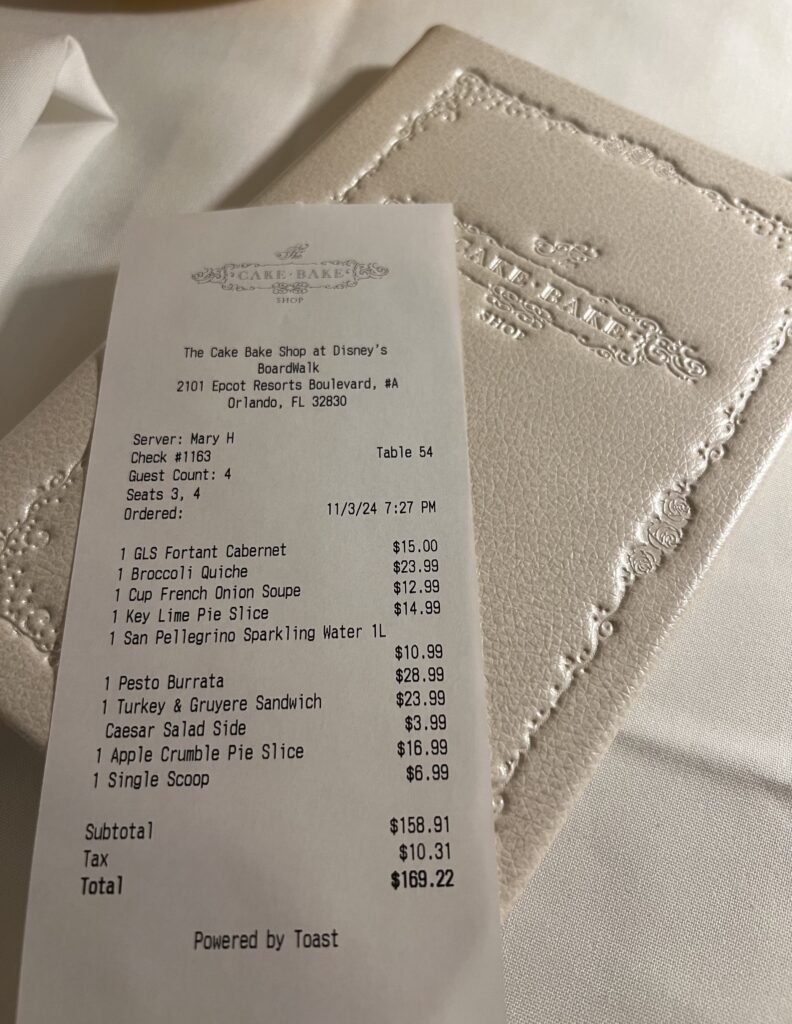 The
CAKE · BAKE
SHOP
CAKE · BAKE
SHOP
The Cake Bake Shop at Disney's
BoardWalk
2101 Epcot Resorts Boulevard, #A
Orlando, FL 32830
Server: Mary H
Check #1163 Table 54
Guest Count: 4
Seats 3, 4
Ordered: 11/3/24 7:27 PM
1 GLS Fortant Cabernet $15.00
1 Broccoli Quiche $23.99
1 Cup French Onion Soupe $12.99
1 Key Lime Pie Slice $14.99
1 San Pellegrino Sparkling Water 1L
$10.99
1 Pesto Burrata $28.99
1 Turkey & Gruyere Sandwich $23.99
Caesar Salad Side $3.99
1 Apple Crumble Pie Slice $16.99
1 Single Scoop $6.99
Subtotal $158.91
Tax $10.31
Total $169.22
Powered by Toast